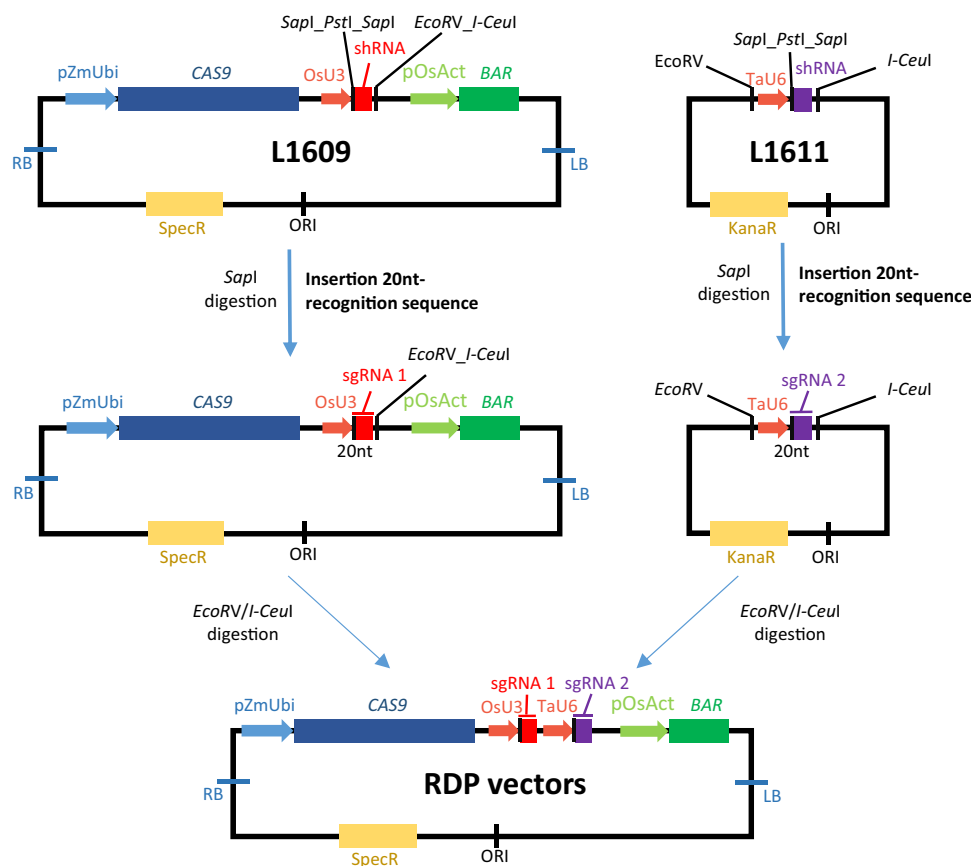 SapI_PstI_SapI
EcoRV_I-CeuI
shRNA
pZmUbi
CAS9
OsU3
pOsAct
BAR
L1609
RB
LB
SpecR
ORI
SapI_PstI_SapI
EcoRV
I-CeuI
shRNA
TaU6
L1611
KanaR
ORI
SapI
digestion
Insertion 20nt-
recognition sequence
SapI
digestion
Insertion 20nt-
recognition sequence
EcoRV_I-CeuI
sgRNA 1
pZmUbi
CAS9
OsU3
pOsAct
BAR
20nt
RB
LB
SpecR
ORI
EcoRV
sgRNA 2
I-CeuI
TaU6
20nt
KanaR
ORI
EcoRV/I-CeuI
digestion
EcoRV/I-CeuI
digestion
sgRNA 1
sgRNA 2
pZmUbi
CAS9
OsU3
TaU6
pOsAct
BAR
RDP vectors
RB
LB
SpecR
ORI